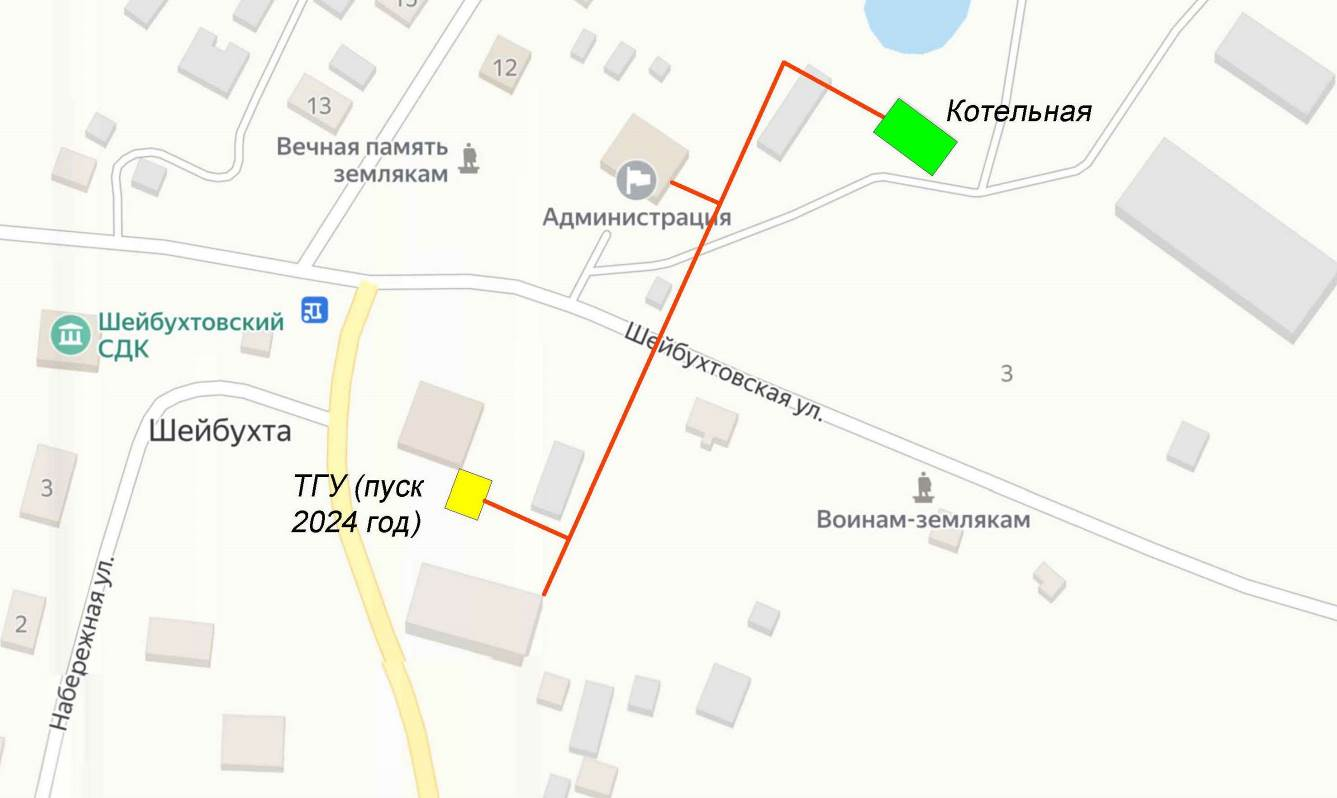 15
12
13
Котельная
Вечная память
землякам
Администрация
Шейбухтовский
СДК
Шейбухтовская ул.
3
Шейбухта
ТГУ (пуск
2024 год)
3
Воинам-землякам
Набережная ул.
2